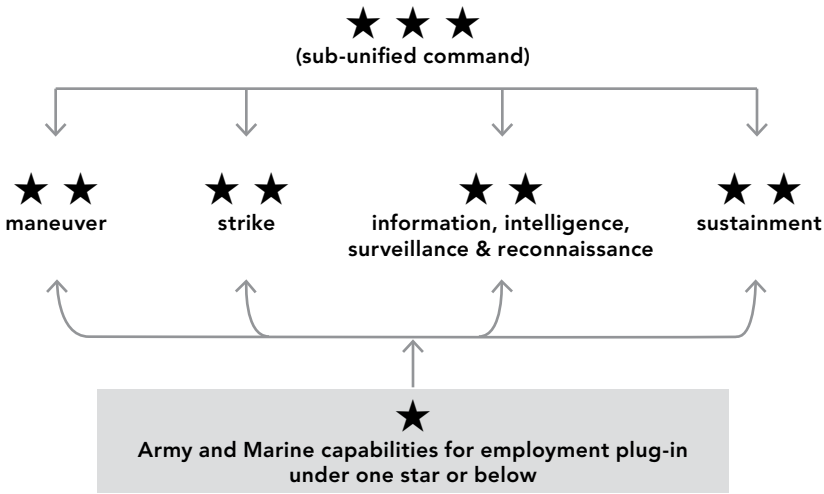 (sub-unified command)
maneuver
strike
information, intelligence,
surveillance & reconnaissance
sustainment
Army and Marine capabilities for employment plug-in
under one star or below